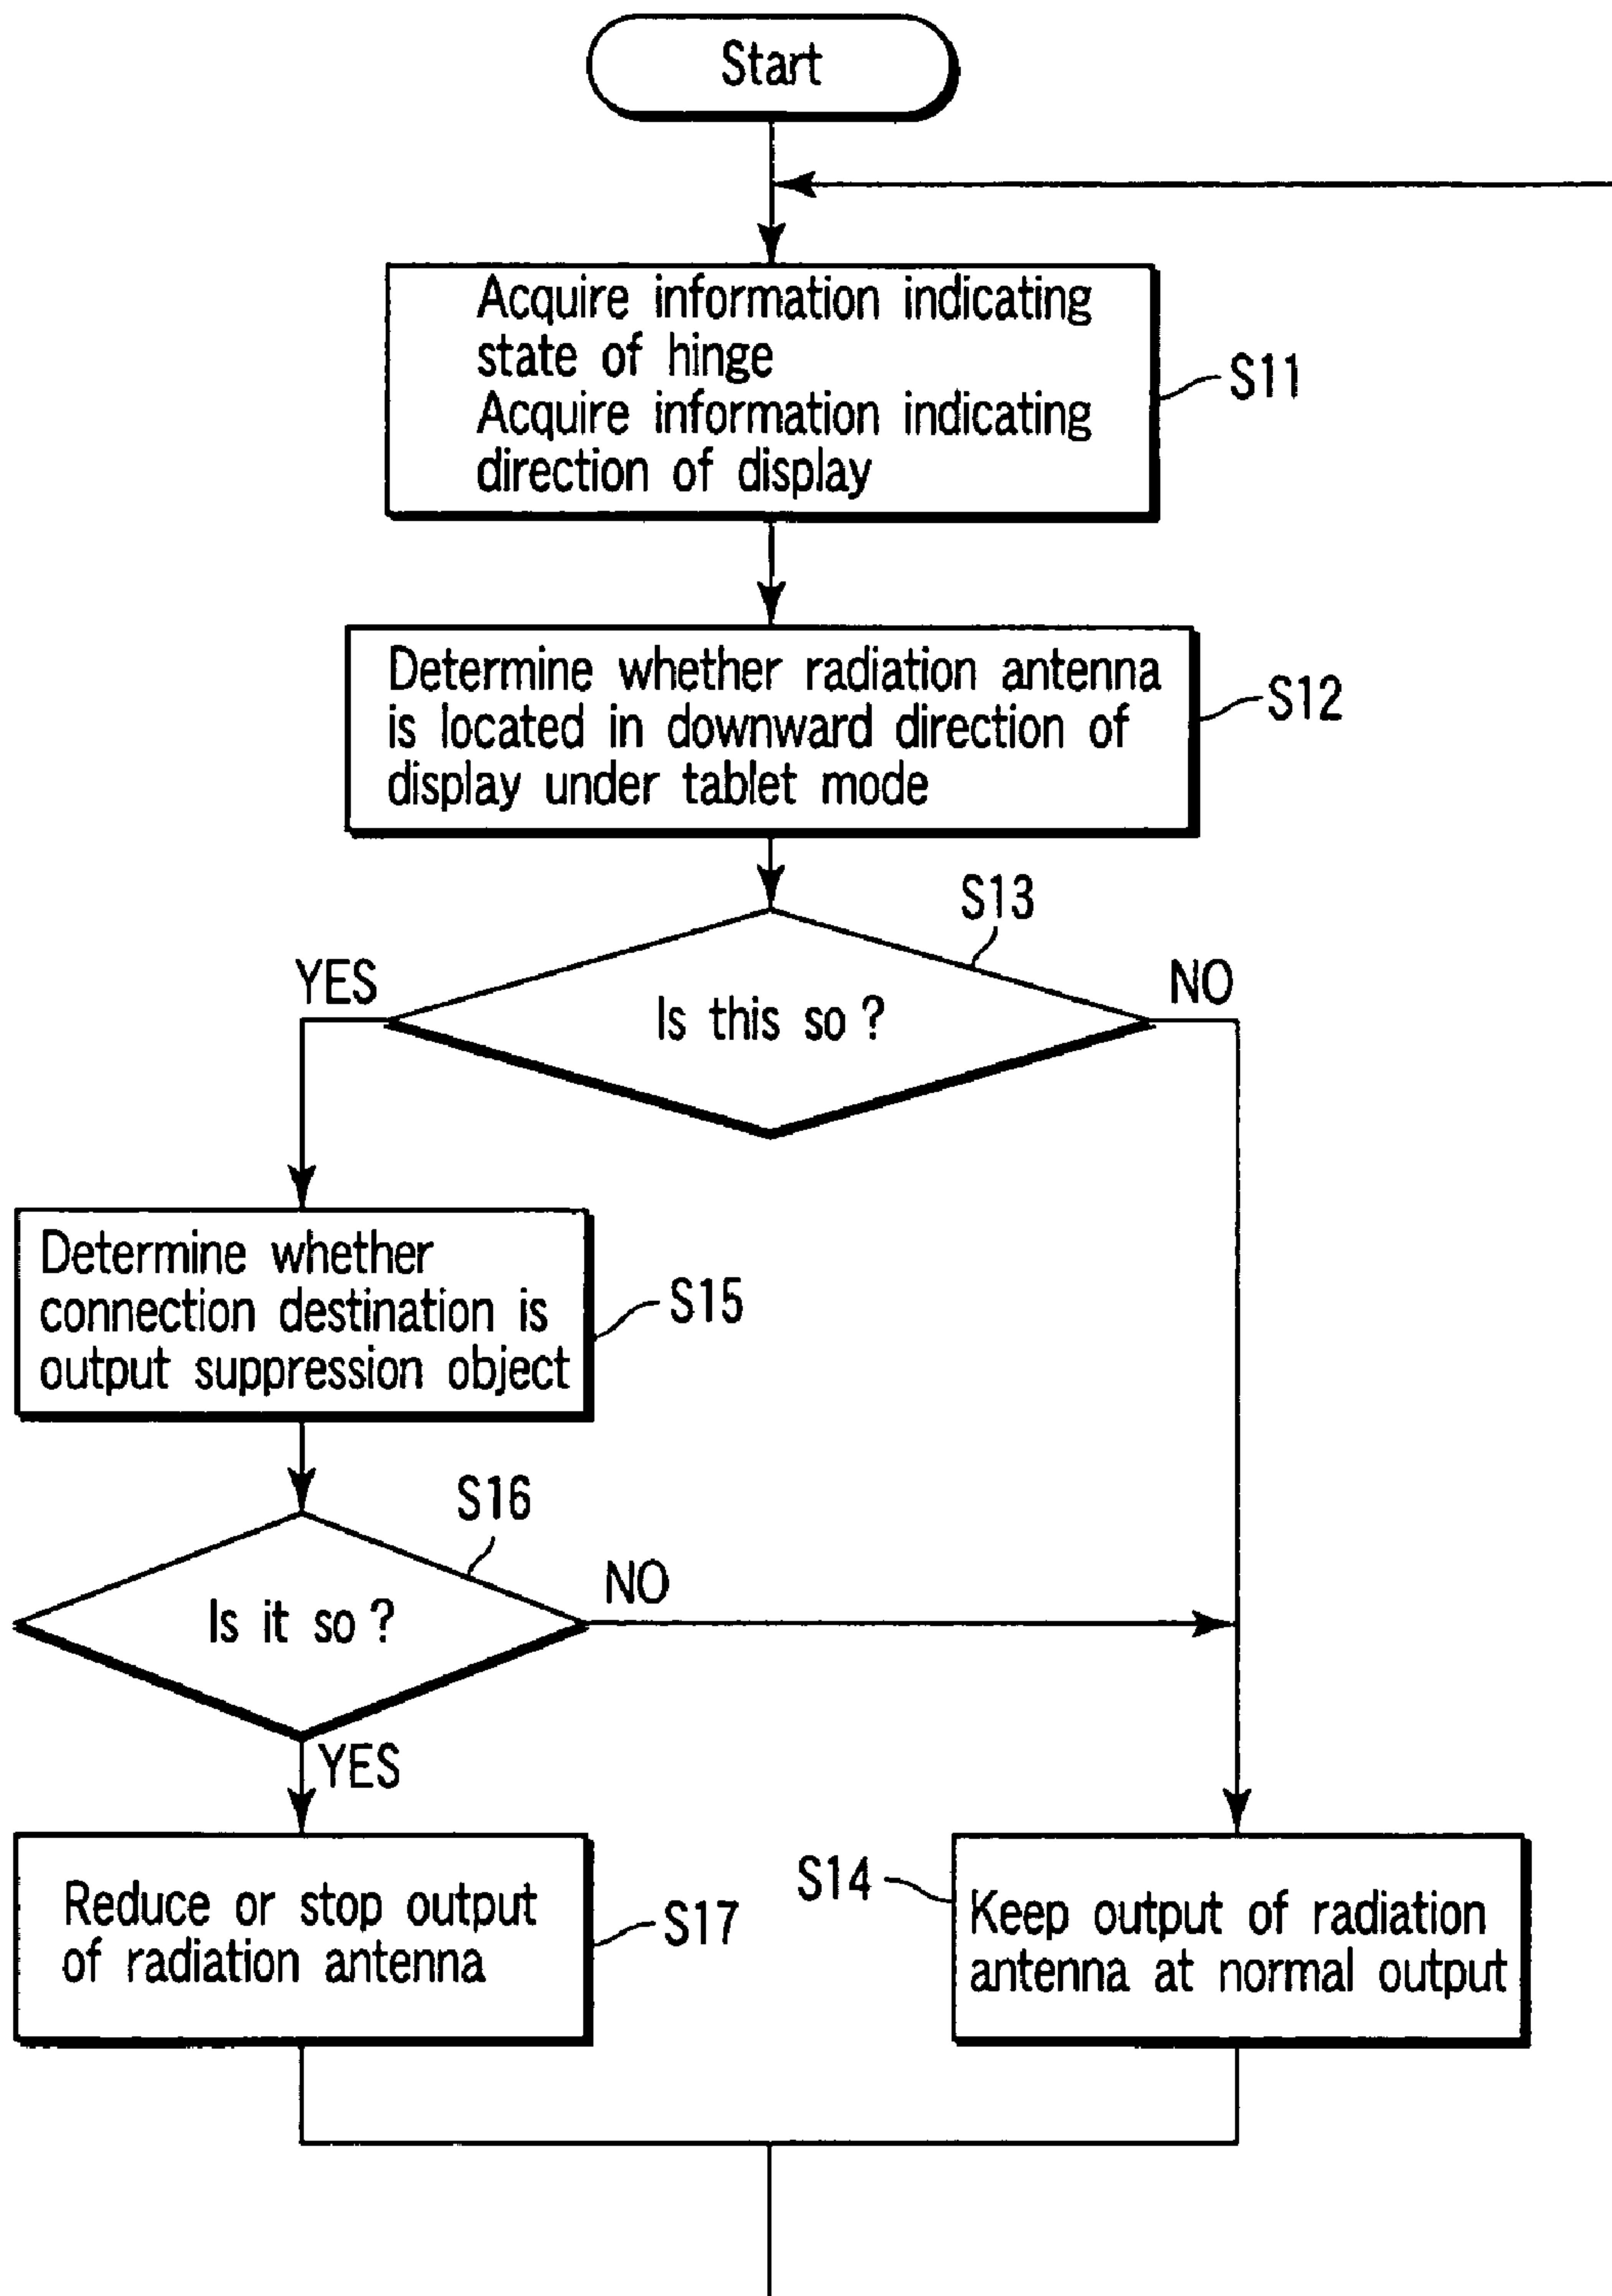 Start
Acquire information indicating
state of hinge
Acquire information indicating
direction of display
S11
Determine whether radiation antenna
is located in downward direction of
display under tablet mode
S12
S13
YES
NO
Is this so ?
Determine whether
connection destination is
output suppression object
S15
S16
NO
Is it so ?
YES
Reduce or stop output
of radiation antenna
S17
S14
Keep output of radiation
antenna at normal output